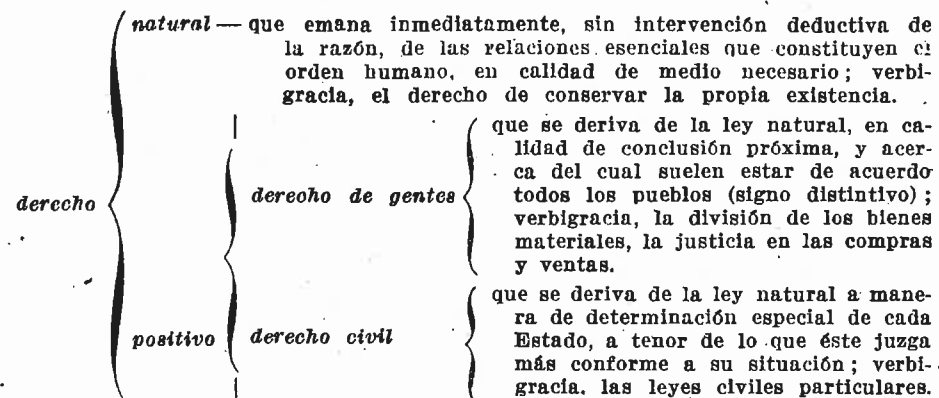 natural — que emana inmediatamente, sin intervención deductiva de
la razón, de las relaciones esenciales que constituyen el
orden humano, en calidad de medio necesario; verbi-
gracia, el derecho de conservar la propia existencia.
derecho
derecho de gentes
que se deriva de la ley natural, en ca-
lidad de conclusión próxima, y acer-
ca del cual suelen estar de acuerdo
todos los pueblos (signo distintivo);
verbigracia, la división de los bienes
materiales, la justicia en las compras
y ventas.
positivo
derecho civil
que se deriva de la ley natural a mane-
ra de determinación especial de cada
Estado, a tenor de lo que éste juzga
más conforme a su situación; verbi-
gracia, las leyes civiles particulares.